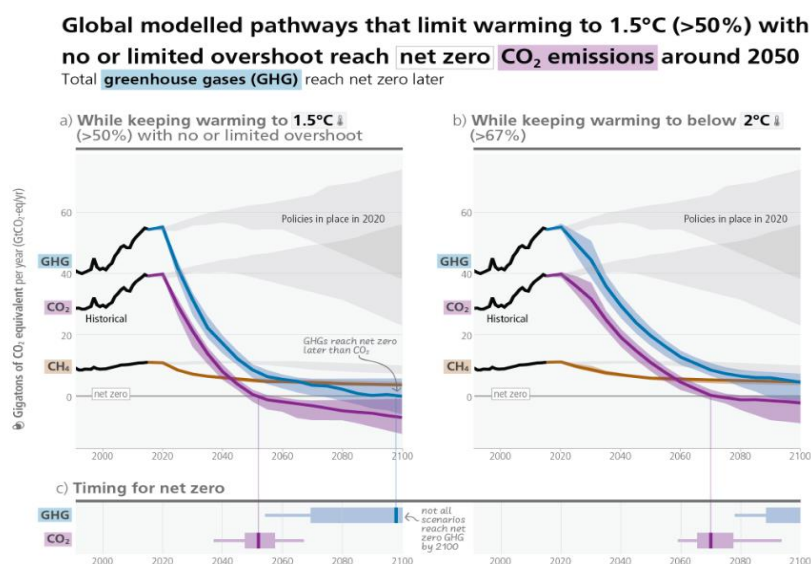 Global modelled pathways that limit warming to 1.5°C (>50%) with
no or limited overshoot reach net zero CO₂ emissions around 2050
Total greenhouse gases (GHG) reach net zero later
a) While keeping warming to 1.5°C
(>50%) with no or limited overshoot
b) While keeping warming to below 2°C
(>67%)
Gigatons of CO₂ equivalent per year (GtCO₂-eq/yr)
60
40
20
0
GHG
CO₂
CH₄
Historical
Policies in place in 2020
GHGs reach net zero
later than CO₂
net zero
2000 2020 2040 2060 2080 2100
60
40
20
0
GHG
CO₂
CH₄
Historical
Policies in place in 2020
net zero
2000 2020 2040 2060 2080 2100
c) Timing for net zero
GHG
CO₂
not all
scenarios
reach net
zero GHG
by 2100
2000 2020 2040 2060 2080 2100
2000 2020 2040 2060 2080 2100